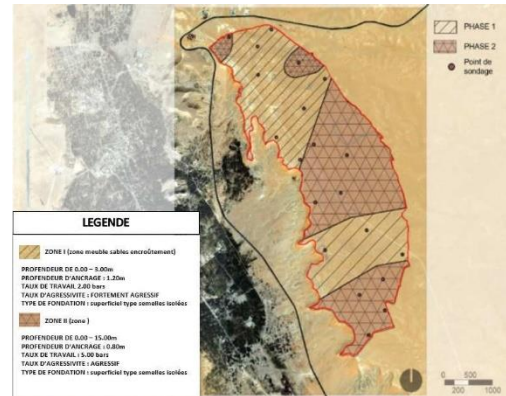 PHASE 1
PHASE 2
Point de
sondage
LEGENDE
ZONE I (zone meuble sables encroûtement)
PROFENDEUR DE 0.00 – 3.00m
PROFENDEUR D'ANCRAGE : 1.20m
TAUX DE TRAVAIL 2.80 bars
TAUX D'AGRESSIVITE : FORTEMENT AGRESSIF
TYPE DE FONDATION : superficiel type semelles isolées
ZONE II (zone )
PROFENDEUR DE 0.00 – 15.00m
PROFENDEUR D'ANCRAGE : 0.80m
TAUX DE TRAVAIL : 5.00 bars
TAUX D'AGRESSIVITE : AGRESSIF
TYPE DE FONDATION : superficiel type semelles isolées
0 500
200 1000